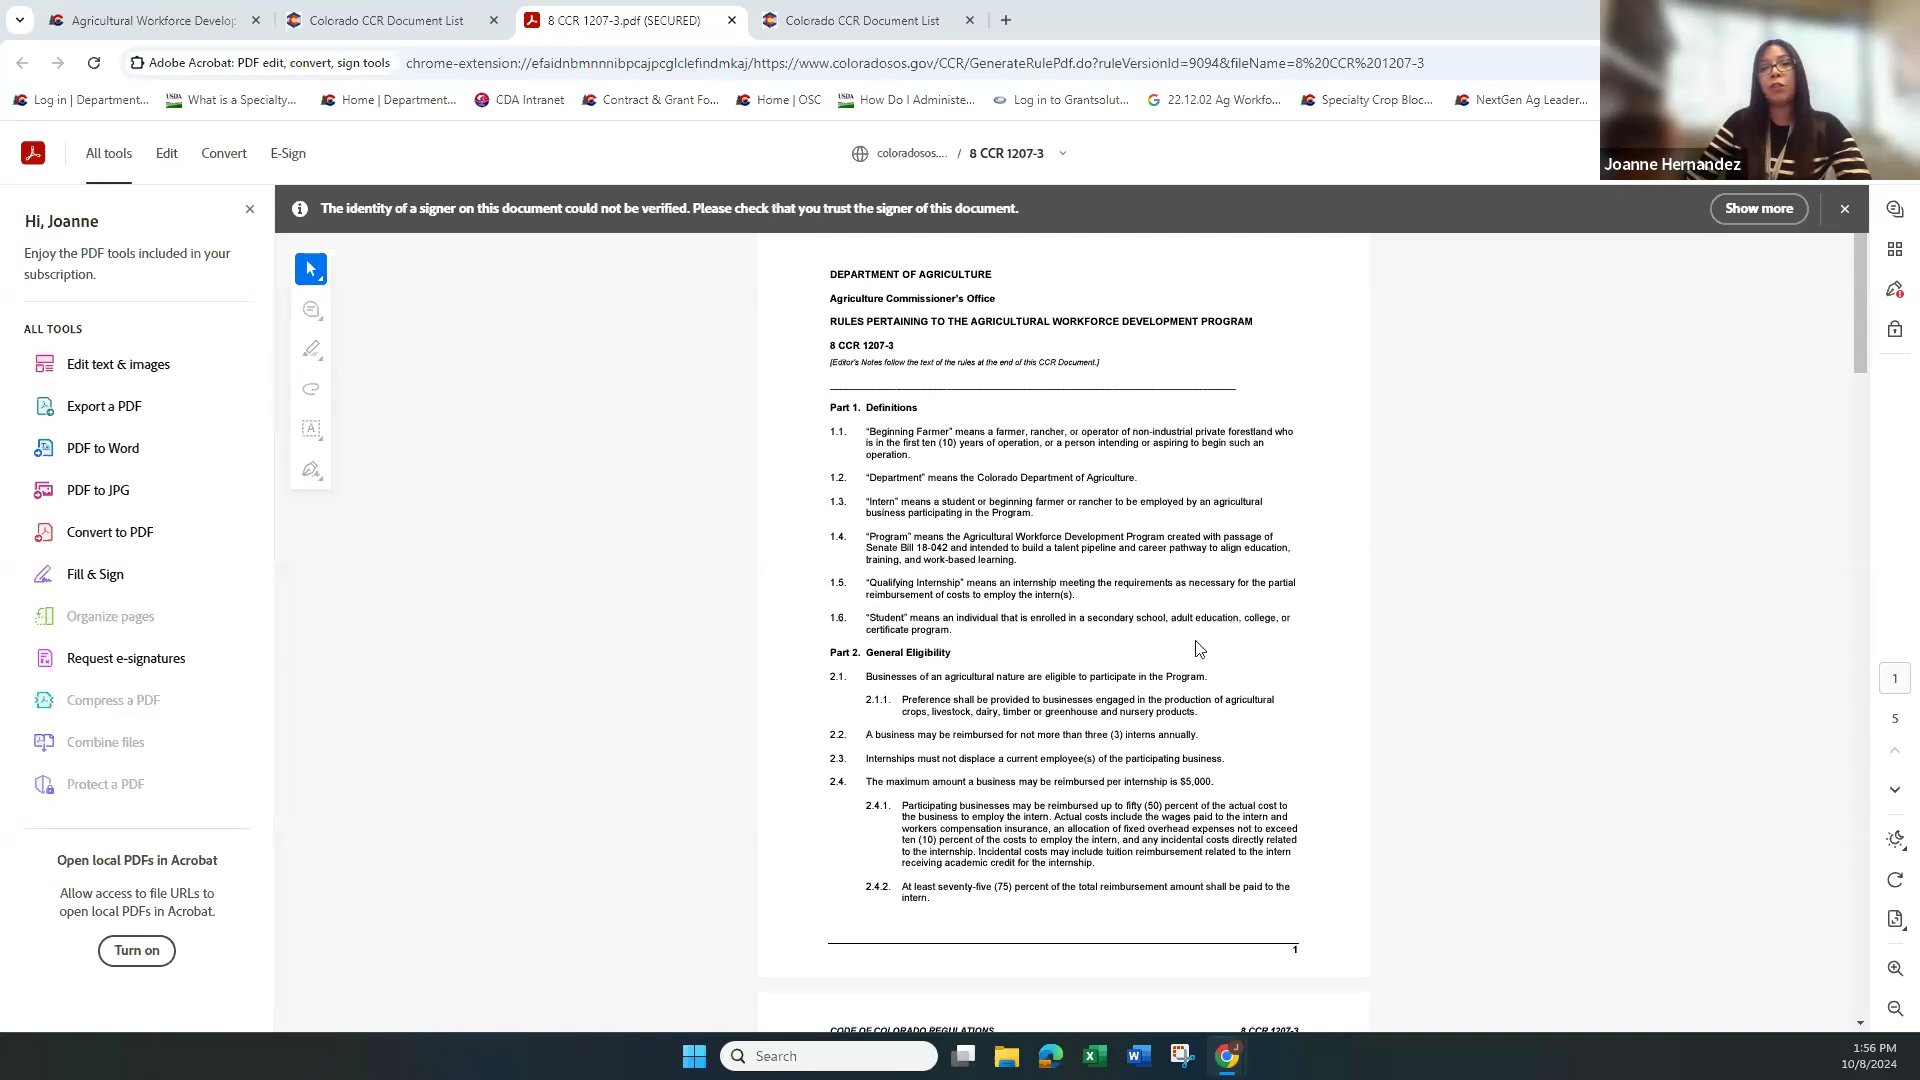 Agricultural Workforce Develop
Colorado CCR Document List
8 CCR 1207-3.pdf (SECURED)
Colorado CCR Document List
Adobe Acrobat: PDF edit, convert, sign tools
chrome-extension://efaidnbmnnnibpcajpcglclefindmkaj/https://www.coloradosos.gov/CCR/GenerateRulePdf.do?ruleVersionId=9094&fileName=8%20CCR%201207-3
Log in | Department...
What is a Specialty...
Home | Department...
CDA Intranet
Contract & Grant Fo...
Home | OSC
How Do I Administe...
Log in to Grantsolut...
22.12.02 Ag Workfo...
Specialty Crop Bloc...
NextGen Ag Leader...
Joanne Hernandez
All tools
Edit
Convert
E-Sign
coloradosos.... / 8 CCR 1207-3
Hi, Joanne
Enjoy the PDF tools included in your
subscription.
ALL TOOLS
Edit text & images
Export a PDF
PDF to Word
PDF to JPG
Convert to PDF
Fill & Sign
Organize pages
Request e-signatures
Compress a PDF
Combine files
Protect a PDF
Open local PDFs in Acrobat
Allow access to file URLs to
open local PDFs in Acrobat.
Turn on
The identity of a signer on this document could not be verified. Please check that you trust the signer of this document.
Show more
DEPARTMENT OF AGRICULTURE
Agriculture Commissioner's Office
RULES PERTAINING TO THE AGRICULTURAL WORKFORCE DEVELOPMENT PROGRAM
8 CCR 1207-3
[Editor's Notes follow the text of the rules at the end of this CCR Document.]
Part 1. Definitions
1.1. "Beginning Farmer" means a farmer, rancher, or operator of non-industrial private forestland who
is in the first ten (10) years of operation, or a person intending or aspiring to begin such an
operation.
1.2. "Department" means the Colorado Department of Agriculture.
1.3. "Intern" means a student or beginning farmer or rancher to be employed by an agricultural
business participating in the Program.
1.4. "Program" means the Agricultural Workforce Development Program created with passage of
Senate Bill 18-042 and intended to build a talent pipeline and career pathway to align education,
training, and work-based learning.
1.5. "Qualifying Internship" means an internship meeting the requirements as necessary for the partial
reimbursement of costs to employ the intern(s).
1.6. "Student" means an individual that is enrolled in a secondary school, adult education, college, or
certificate program.
Part 2. General Eligibility
2.1. Businesses of an agricultural nature are eligible to participate in the Program.
2.1.1. Preference shall be provided to businesses engaged in the production of agricultural
crops, livestock, dairy, timber or greenhouse and nursery products.
2.2. A business may be reimbursed for not more than three (3) interns annually.
2.3. Internships must not displace a current employee(s) of the participating business.
2.4. The maximum amount a business may be reimbursed per internship is $5,000.
2.4.1. Participating businesses may be reimbursed up to fifty (50) percent of the actual cost to
the business to employ the intern. Actual costs include the wages paid to the intern and
workers compensation insurance, an allocation of fixed overhead expenses not to exceed
ten (10) percent of the costs to employ the intern, and any incidental costs directly related
to the internship. Incidental costs may include tuition reimbursement related to the intern
receiving academic credit for the internship.
2.4.2. At least seventy-five (75) percent of the total reimbursement amount shall be paid to the
intern.
1
CODE OF COLORADO REGULATIONS 8 CCR 1207-3
1
5
Search
1:56 PM
10/8/2024